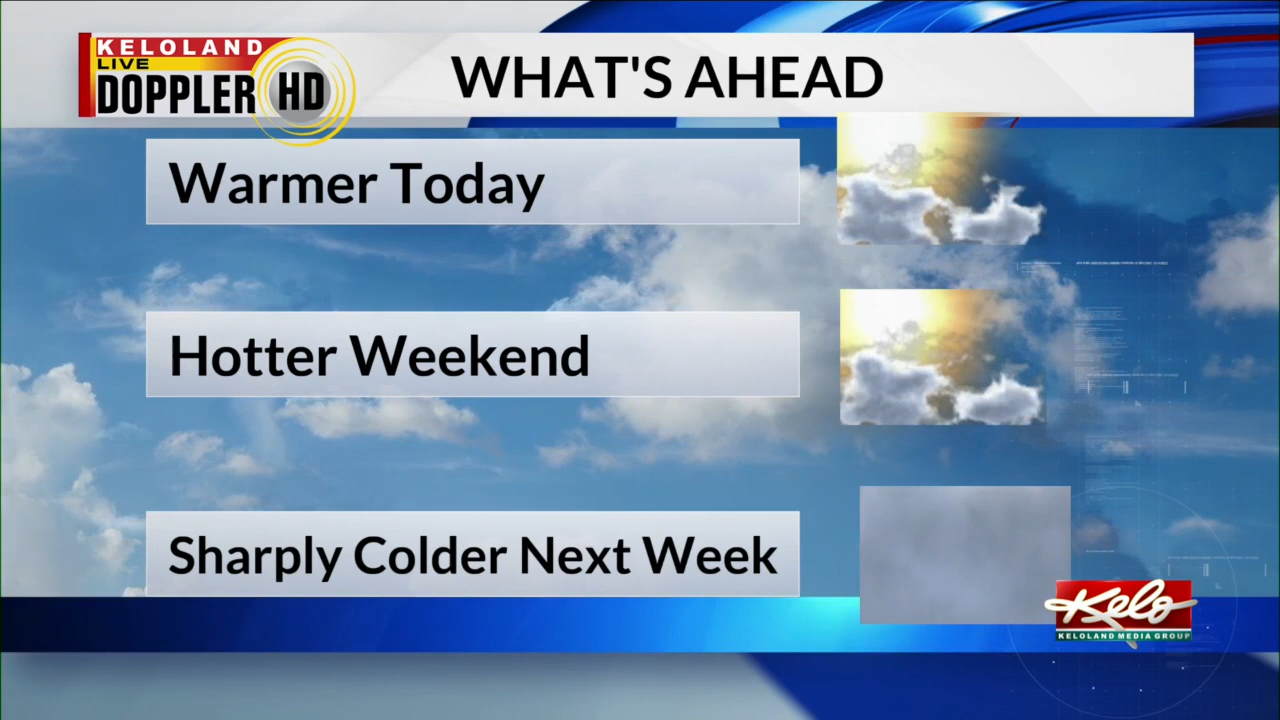 KELOLAND
LIVE
DOPPLER HD
WHAT'S AHEAD
Warmer Today
Hotter Weekend
Sharply Colder Next Week
Kelo
KELOLAND MEDIA GROUP